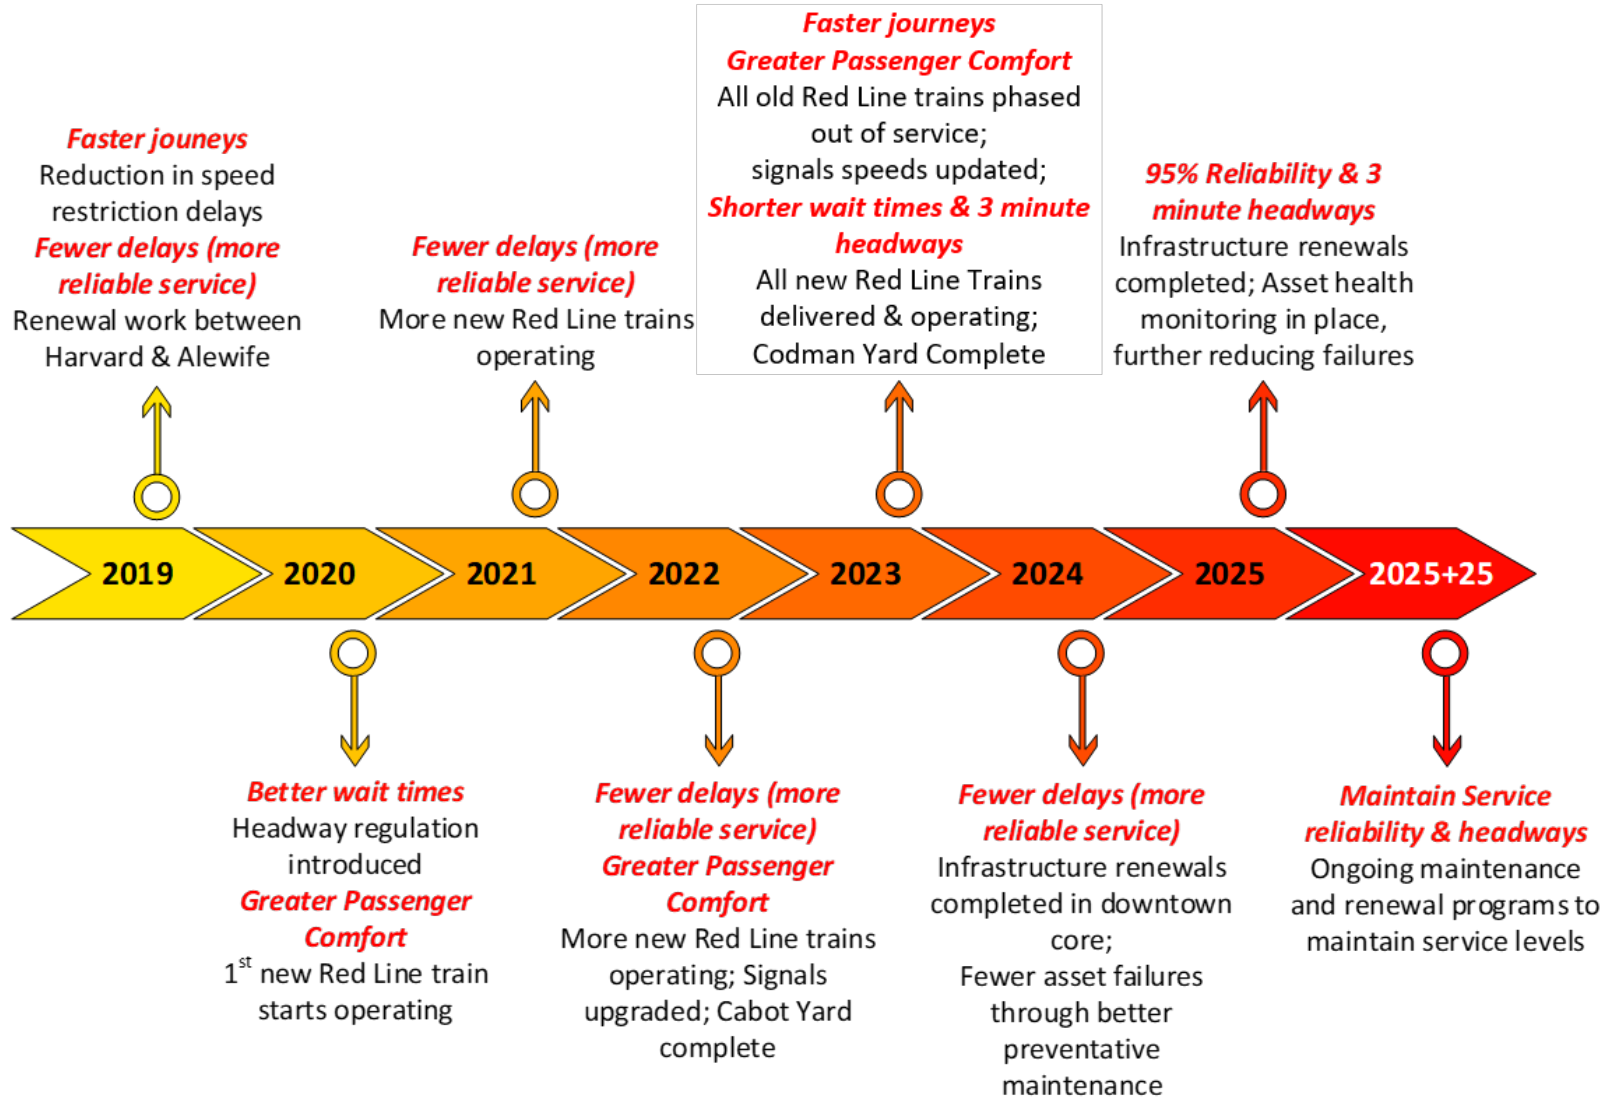 Faster jouneys
Reduction in speed
restriction delays
Fewer delays (more
reliable service)
Renewal work between
Harvard & Alewife
Fewer delays (more
reliable service)
More new Red Line trains
operating
Faster journeys
Greater Passenger Comfort
All old Red Line trains phased
out of service;
signals speeds updated;
Shorter wait times & 3 minute
headways
All new Red Line Trains
delivered & operating;
Codman Yard Complete
95% Reliability & 3
minute headways
Infrastructure renewals
completed; Asset health
monitoring in place,
further reducing failures
2019
2020
2021
2022
2023
2024
2025
2025+25
Better wait times
Headway regulation
introduced
Greater Passenger
Comfort
1st new Red Line train
starts operating
Fewer delays (more
reliable service)
Greater Passenger
Comfort
More new Red Line trains
operating; Signals
upgraded; Cabot Yard
complete
Fewer delays (more
reliable service)
Infrastructure renewals
completed in downtown
core;
Fewer asset failures
through better
preventative
maintenance
Maintain Service
reliability & headways
Ongoing maintenance
and renewal programs to
maintain service levels